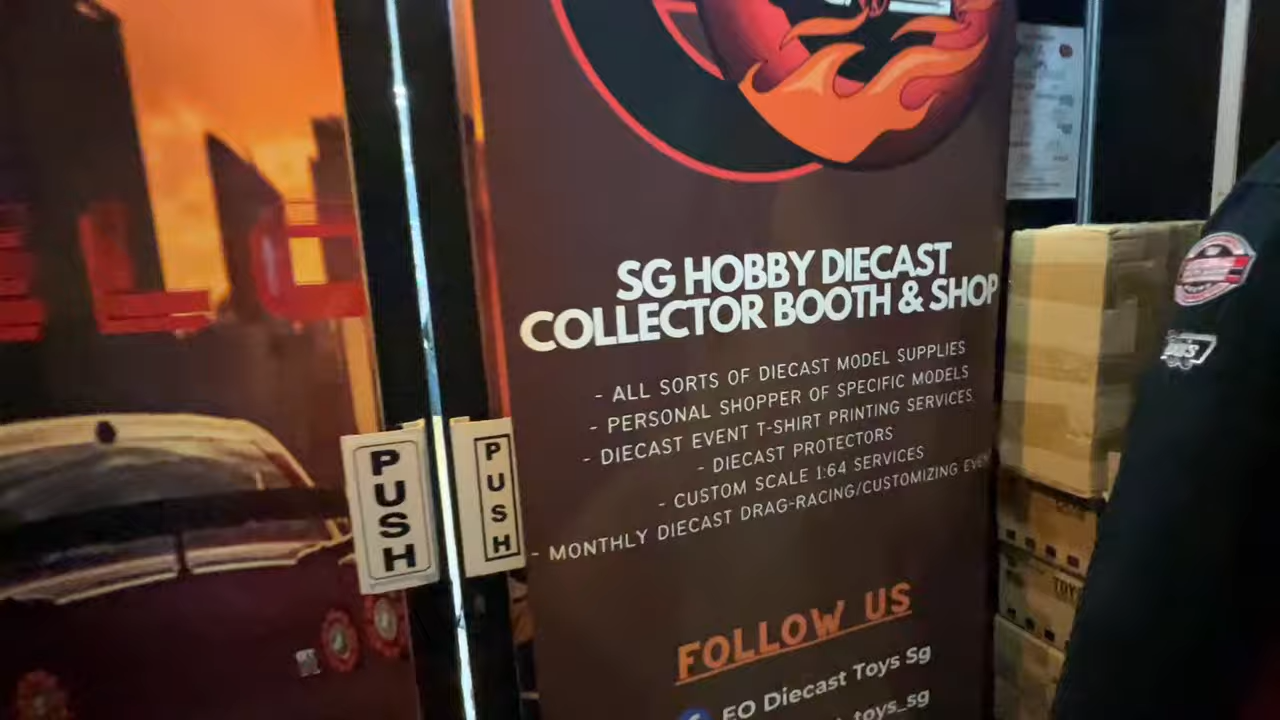 SG HOBBY DIECAST
COLLECTOR BOOTH & SHOP
- ALL SORTS OF DIECAST MODEL SUPPLIES
- PERSONAL SHOPPER OF SPECIFIC MODELS
- DIECAST EVENT T-SHIRT PRINTING SERVICES
- DIECAST PROTECTORS
- CUSTOM SCALE 1:64 SERVICES
- MONTHLY DIECAST DRAG-RACING/CUSTOMIZING
FOLLOW US
EO Diecast Toys Sg
toys_sg
PUSH
PUSH
TOYS